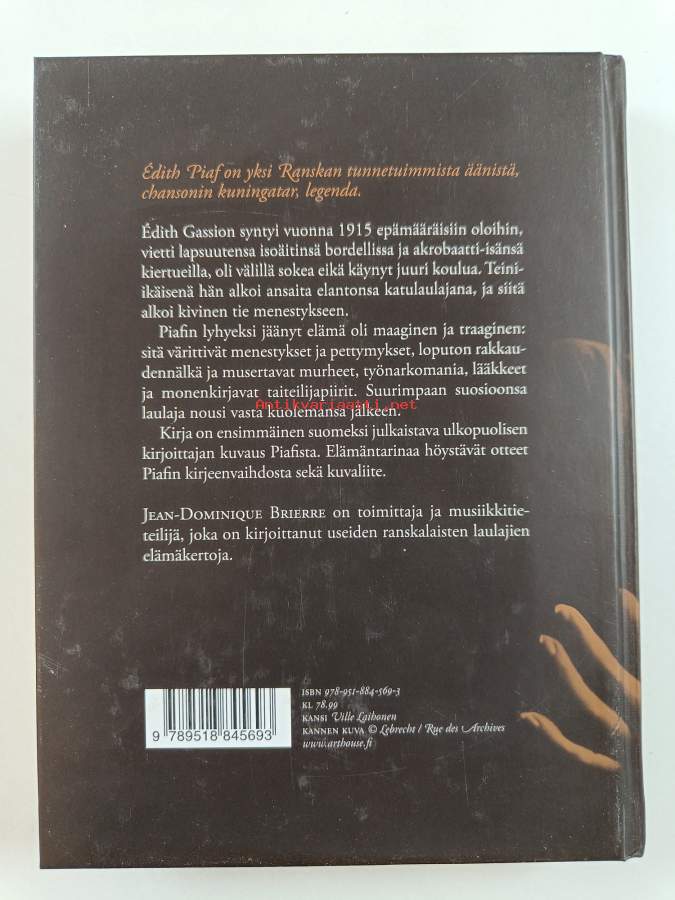 Édith Piaf on yksi Ranskan tunnetuimmista äänistä,
chansonin kuningatar, legenda.
Édith Gassion syntyi vuonna 1915 epämääräisiin oloihin,
vietti lapsuutensa isoäitinsä bordellissa ja akrobaatti-isänsä
kiertueilla, oli välillä sokea eikä käynyt juuri koulua. Teini-
ikäisenä hän alkoi ansaita elantonsa katulaulajana, ja siitä
alkoi kivinen tie menestykseen.
Piafin lyhyeksi jäänyt elämä oli maaginen ja traaginen:
sitä värittivät menestykset ja pettymykset, loputon rakkau-
dennälkä ja musertavat murheet, työnarkomania, lääkkeet
ja monenkirjavat taiteilijapiirit. Suurimpaan suosioonsa
laulaja nousi vasta kuolemansa jälkeen.
Antikvariaatti.net
Kirja on ensimmäinen suomeksi julkaistava ulkopuolisen
kirjoittajan kuvaus Piafista. Elämäntarinaa höystävät otteet
Piafin kirjeenvaihdosta sekä kuvaliite.
JEAN-DOMINIQUE BRIERRE on toimittaja ja musiikkitie-
teilijä, joka on kirjoittanut useiden ranskalaisten laulajien
elämäkertoja.
ISBN 978-951-884-569-3
KL 78.99
KANSI Ville Laihonen
KANNEN KUVA © Lebrecht / Rue des Archives
www.arthouse.fi
9 789518 845693